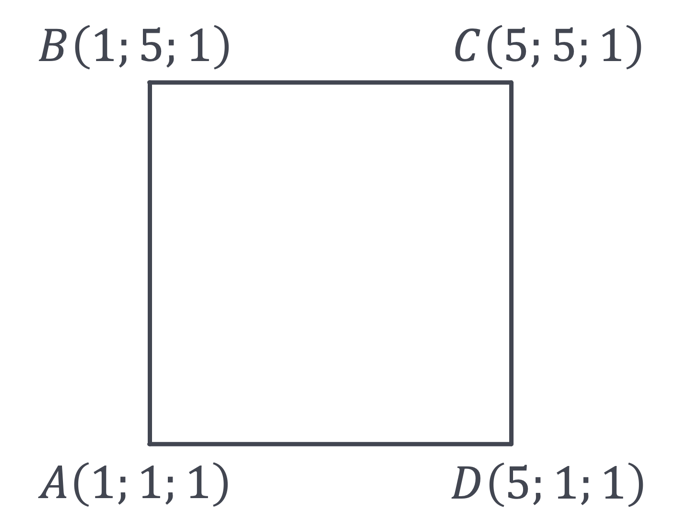 B(1; 5; 1) C(5; 5; 1)
A(1; 1; 1) D(5; 1; 1)